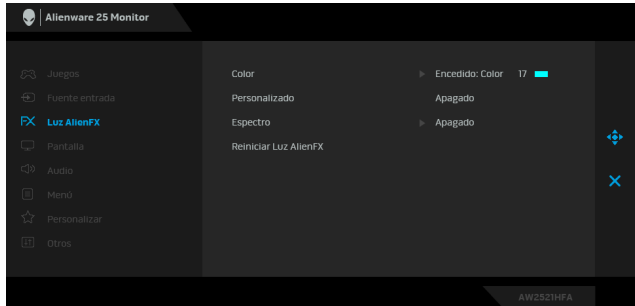 Alienware 25 Monitor
Juegos
Fuente entrada
FX Luz AlienFX
Pantalla
Audio
Menú
Personalizar
Otros
Color Encedido: Color 17
Personalizado Apagado
Espectro Apagado
Reiniciar Luz AlienFX
AW2521HFA